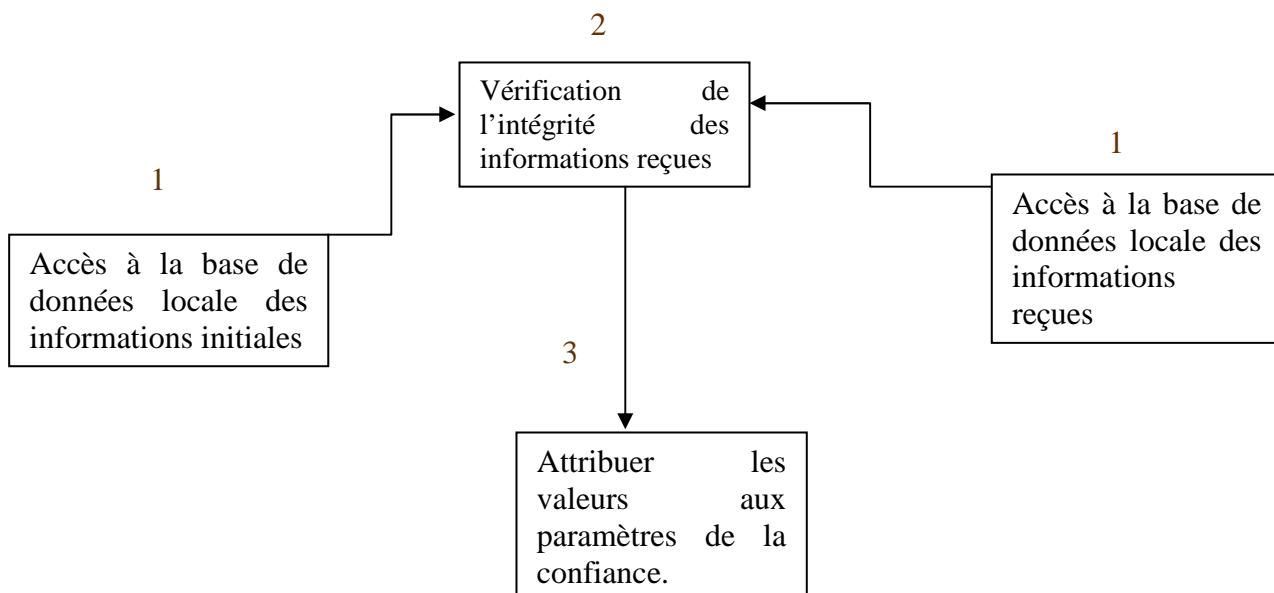 2
Vérification de
l’intégrité des
informations reçues
1
Accès à la base de
données locale des
informations initiales
1
Accès à la base de
données locale des
informations
reçues
3
Attribuer les
valeurs aux
paramètres de la
confiance.